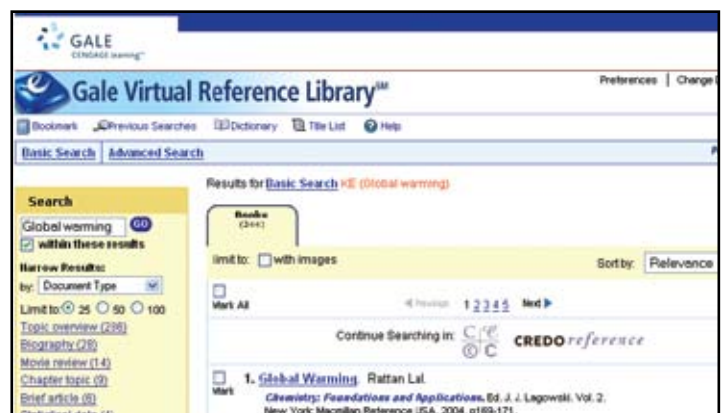 GALE
CENGAGE Learning™
Gale Virtual Reference Library℠
Preferences | Change
Bookmark Previous Searches Dictionary Title List Help
Basic Search | Advanced Search
Results for Basic Search KE (Global warming)
Search
Global warming GO
within these results
Narrow Results:
by: Document Type
Limit to: 25 50 100
Topic overview (236)
Biography (28)
Movie review (14)
Chapter topic (9)
Brief article (6)
Books
(344)
limit to: with images
Sort by: Relevance
Mark All
Previous 1 2 3 4 5 Next
Continue Searching in: CREDO reference
Mark
1. Global Warming. Rattan Lal.
Chemistry: Foundations and Applications. Ed. J. J. Lagowski. Vol. 2.
New York: Macmillan Reference USA, 2004. p169-171.